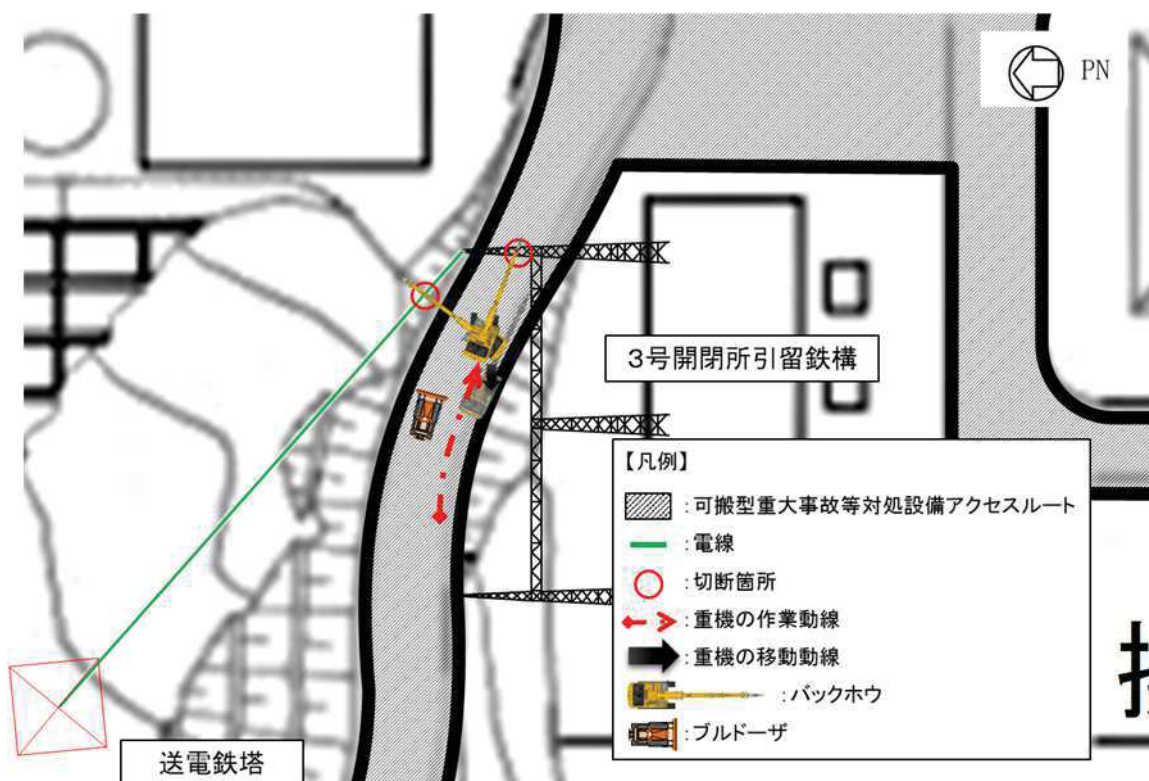 PN
3号開閉所引留鉄構
【凡例】
:可搬型重大事故等対処設備アクセスルート
:電線
:切断箇所
:重機の作業動線
:重機の移動動線
:バックホウ
:ブルドーザ
送電鉄塔